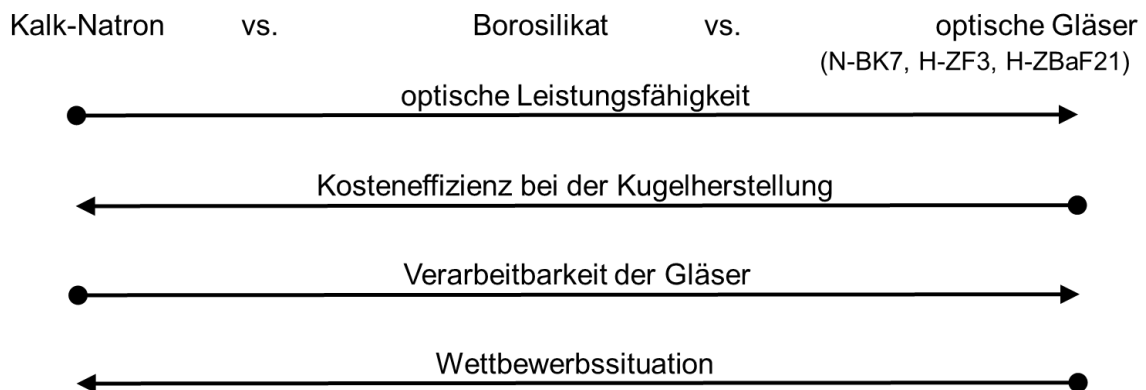 Kalk-Natron vs. Borosilikat vs. optische Gläser
(N-BK7, H-ZF3, H-ZBaF21)
optische Leistungsfähigkeit
Kosteneffizienz bei der Kugelherstellung
Verarbeitbarkeit der Gläser
Wettbewerbssituation